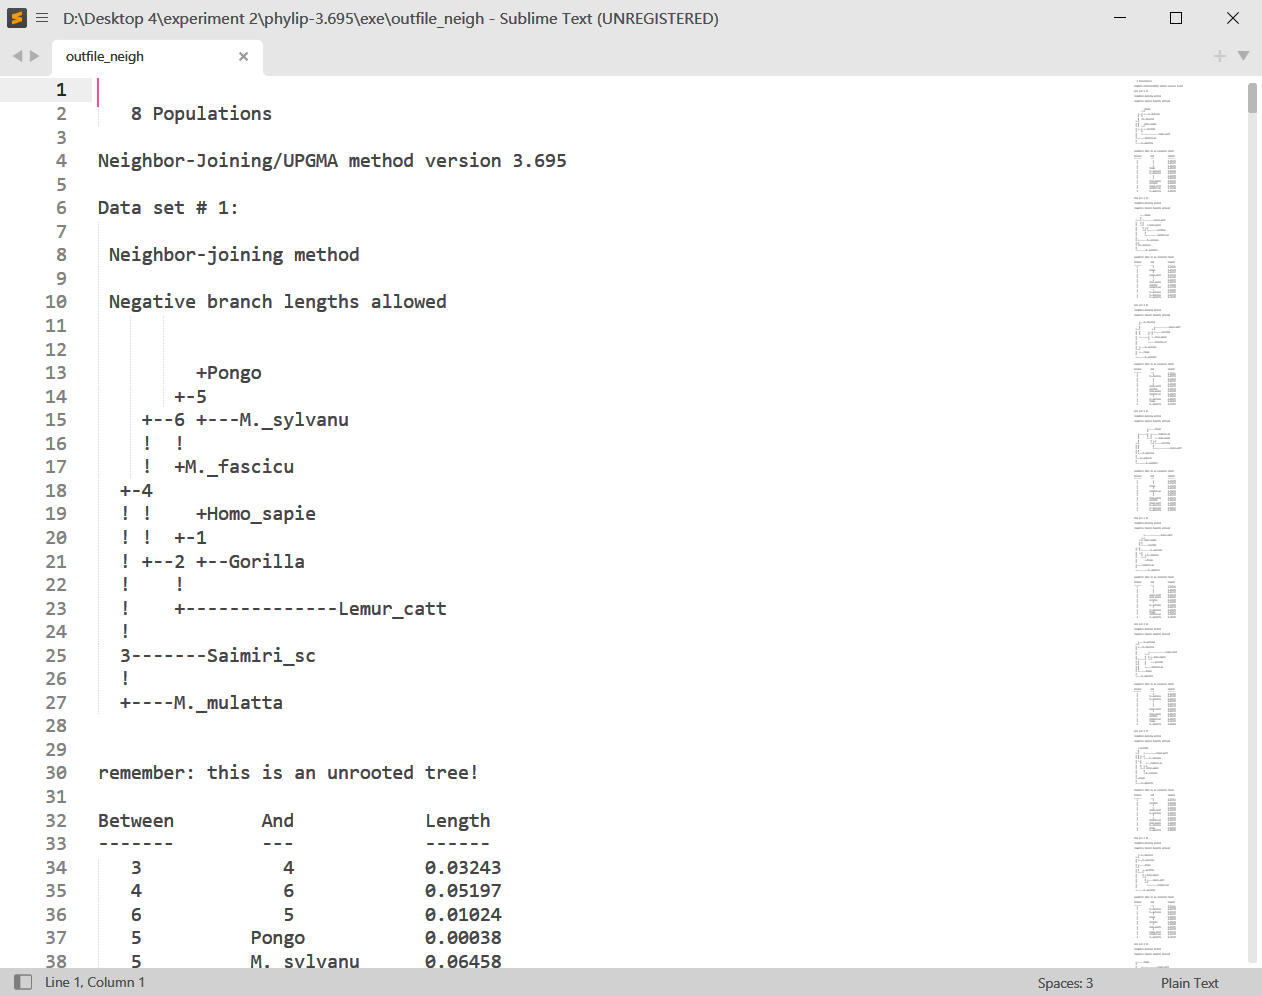 D:\Desktop 4\experiment 2\phylip-3.695\exe\outfile_neigh - Sublime Text (UNREGISTERED)
outfile_neigh
1
2    8 Populations
3
4 Neighbor-Joining/UPGMA method version 3.695
5
6 Data set # 1:
7
8  Neighbor-joining method
9
10  Negative branch lengths allowed
11
12
13          +Pongo
14        +-5
15     +--6 +---M._sylvanu
16     !  !
17     !  +M._fascicu
18   +-4
19   ! !    +Homo_sapie
20   ! !  +-1
21   ! +--2 +--Gorilla
22   !    !
23   !    +--------------Lemur_catt
24   !
25   3-------Saimiri_sc
26   !
27   +----M._mulatta
28
29
30 remember: this is an unrooted tree!
31
32 Between        And            Length
33 -------        ---            ------
34    3             4            0.03243
35    4             6            0.05197
36    6             5            0.01024
37    5          Pongo           0.00038
38    5          M._sylvanu      0.06458
Line 1, Column 1
Spaces: 3
Plain Text